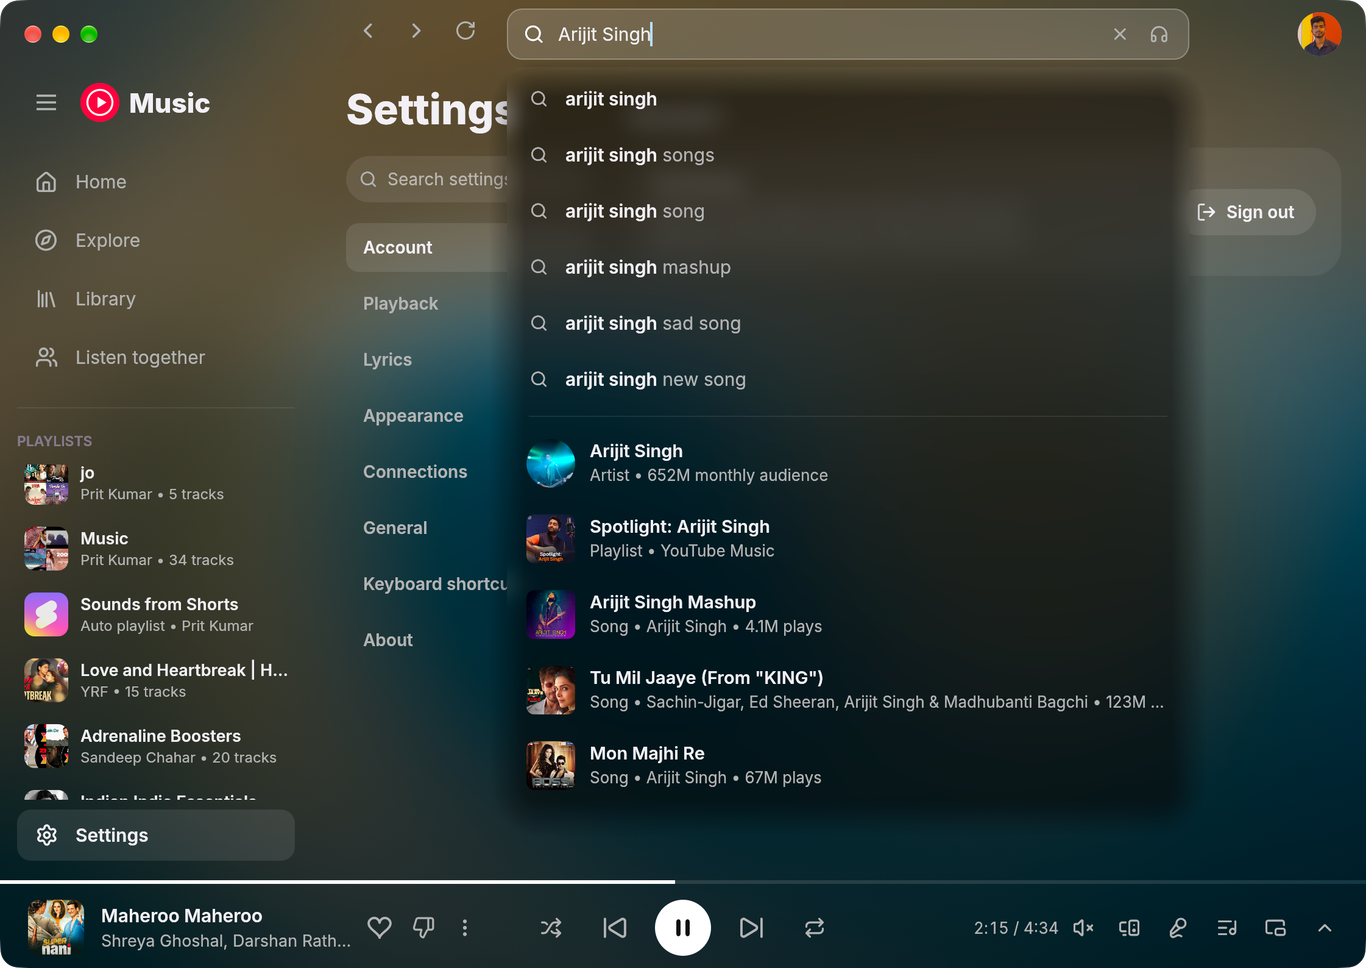 Arijit Singh
Music
Home
Explore
Library
Listen together
PLAYLISTS
jo
Prit Kumar • 5 tracks
Music
Prit Kumar • 34 tracks
Sounds from Shorts
Auto playlist • Prit Kumar
Love and Heartbreak | H...
YRF • 15 tracks
Adrenaline Boosters
Sandeep Chahar • 20 tracks
Indian Indie Essentials
Settings
Settings
Search settings
Account
Playback
Lyrics
Appearance
Connections
General
Keyboard shortcu
About
arijit singh
arijit singh songs
arijit singh song
arijit singh mashup
arijit singh sad song
arijit singh new song
Arijit Singh
Artist • 652M monthly audience
Spotlight: Arijit Singh
Playlist • YouTube Music
Arijit Singh Mashup
Song • Arijit Singh • 4.1M plays
Tu Mil Jaaye (From "KING")
Song • Sachin-Jigar, Ed Sheeran, Arijit Singh & Madhubanti Bagchi • 123M ...
Mon Majhi Re
Song • Arijit Singh • 67M plays
Sign out
Maheroo Maheroo
Shreya Ghoshal, Darshan Rath...
2:15 / 4:34